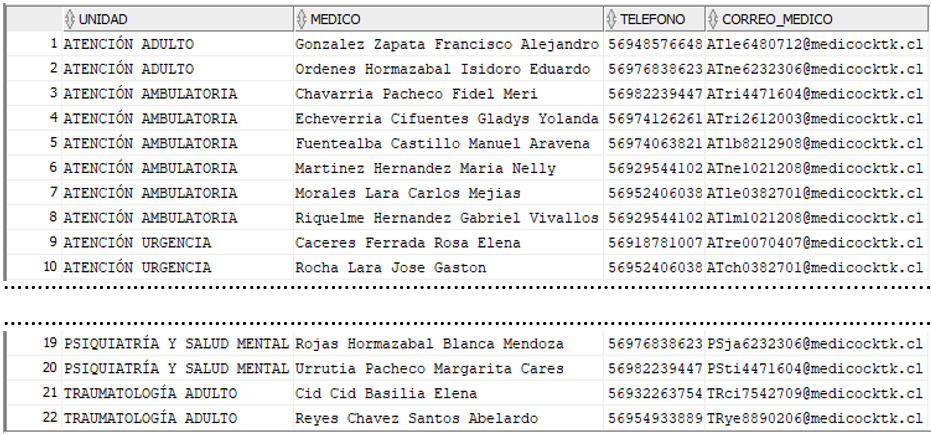 UNIDAD MEDICO TELEFONO CORREO_MEDICO
1 ATENCIÓN ADULTO Gonzalez Zapata Francisco Alejandro 56948576648 ATle6480712@medicocktk.cl
2 ATENCIÓN ADULTO Ordenes Hormazabal Isidoro Eduardo 56976838623 ATne6232306@medicocktk.cl
3 ATENCIÓN AMBULATORIA Chavarria Pacheco Fidel Meri 56982239447 ATri4471604@medicocktk.cl
4 ATENCIÓN AMBULATORIA Echeverria Cifuentes Gladys Yolanda 56974126261 ATri2612003@medicocktk.cl
5 ATENCIÓN AMBULATORIA Fuentealba Castillo Manuel Aravena 56974063821 ATlb8212908@medicocktk.cl
6 ATENCIÓN AMBULATORIA Martinez Hernandez Maria Nelly 56929544102 ATne1021208@medicocktk.cl
7 ATENCIÓN AMBULATORIA Morales Lara Carlos Mejias 56952406038 ATle0382701@medicocktk.cl
8 ATENCIÓN AMBULATORIA Riquelme Hernandez Gabriel Vivallos 56929544102 ATlm1021208@medicocktk.cl
9 ATENCIÓN URGENCIA Caceres Ferrada Rosa Elena 56918781007 ATre0070407@medicocktk.cl
10 ATENCIÓN URGENCIA Rocha Lara Jose Gaston 56952406038 ATch0382701@medicocktk.cl
19 PSIQUIATRÍA Y SALUD MENTAL Rojas Hormazabal Blanca Mendoza 56976838623 PSja6232306@medicocktk.cl
20 PSIQUIATRÍA Y SALUD MENTAL Urrutia Pacheco Margarita Cares 56982239447 PSti4471604@medicocktk.cl
21 TRAUMATOLOGÍA ADULTO Cid Cid Basilia Elena 56932263754 TRci7542709@medicocktk.cl
22 TRAUMATOLOGÍA ADULTO Reyes Chavez Santos Abelardo 56954933889 TRye8890206@medicocktk.cl